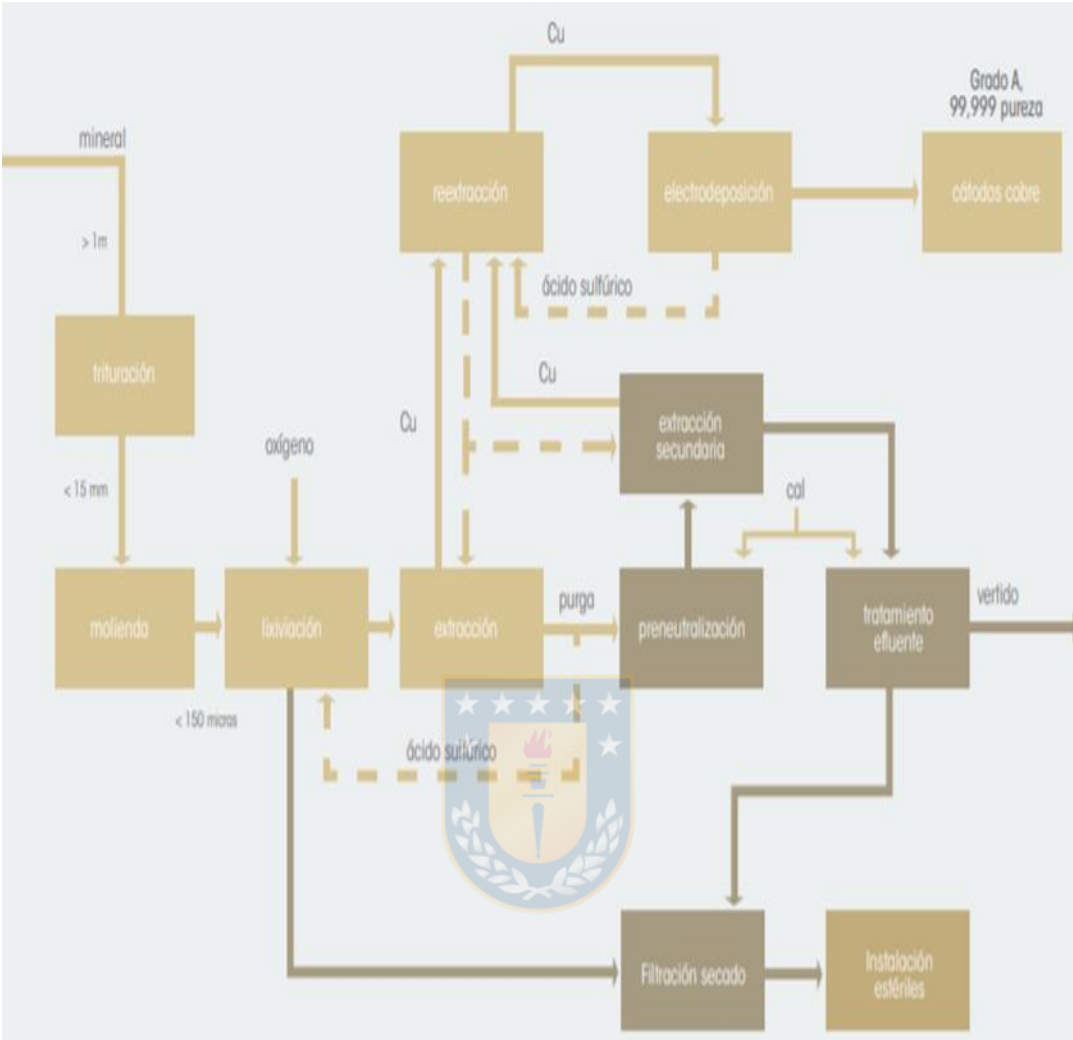 Cu
Grado A,
99,999 pureza
mineral
reextracción
electrodeposición
cátodos cobre
> 1m
ácido sulfúrico
trituración
Cu
Cu
extracción
secundaria
oxígeno
< 15 mm
cal
molienda
lixiviación
extracción
purga
preneutralización
tratamiento
efluente
vertido
< 150 micras
ácido sulfúrico
Filtración secado
Instalación
estériles